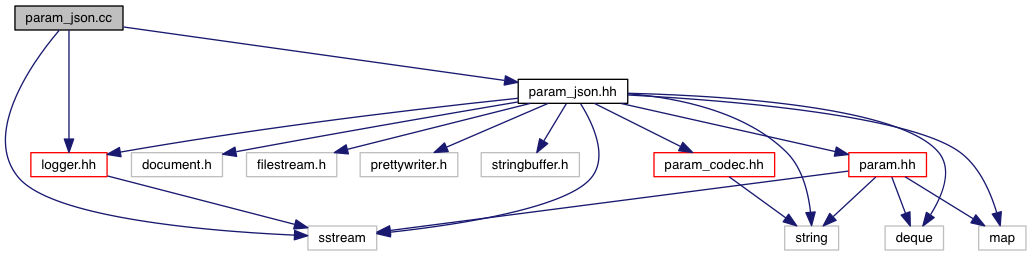 param_json.cc
param_json.hh
logger.hh
document.h
filestream.h
prettywriter.h
stringbuffer.h
param_codec.hh
param.hh
sstream
string
deque
map